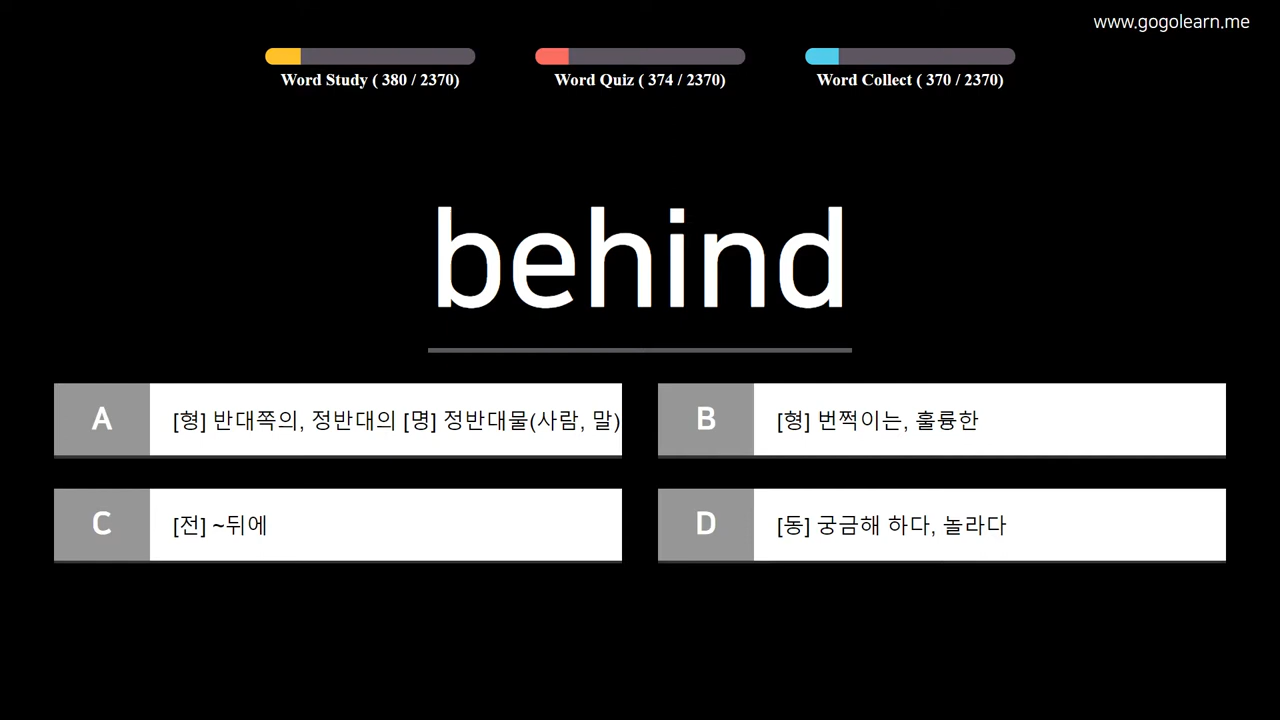 www.gogolearn.me
Word Study ( 380 / 2370)
Word Quiz ( 374 / 2370)
Word Collect ( 370 / 2370)
behind
A [형] 반대쪽의, 정반대의 [명] 정반대물(사람, 말)
B [형] 번쩍이는, 훌륭한
C [전] ~뒤에
D [동] 궁금해 하다, 놀라다